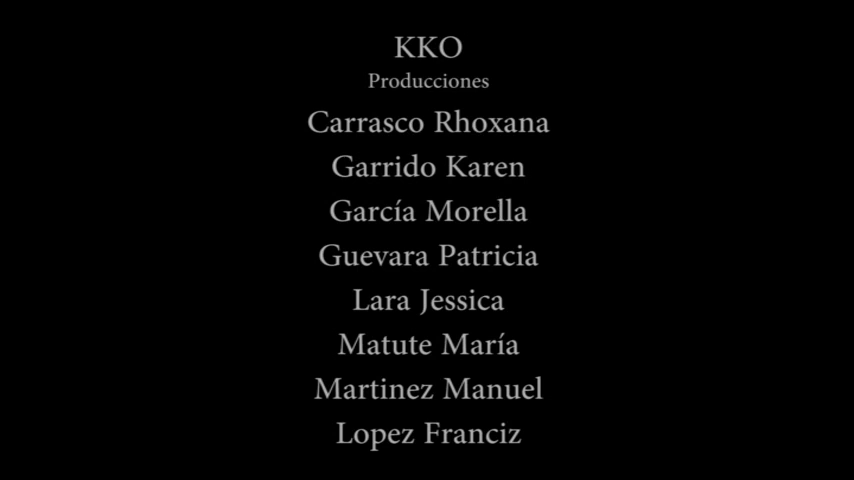 KKO
Producciones
Carrasco Rhoxana
Garrido Karen
García Morella
Guevara Patricia
Lara Jessica
Matute María
Martinez Manuel
Lopez Franciz